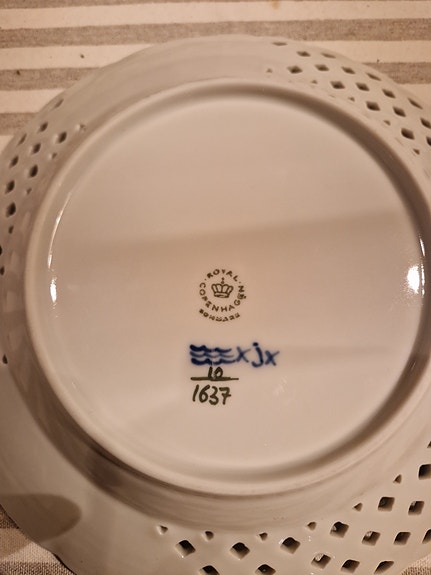 ROYAL
COPENHAGEN
DENMARK
xjx
10
1637